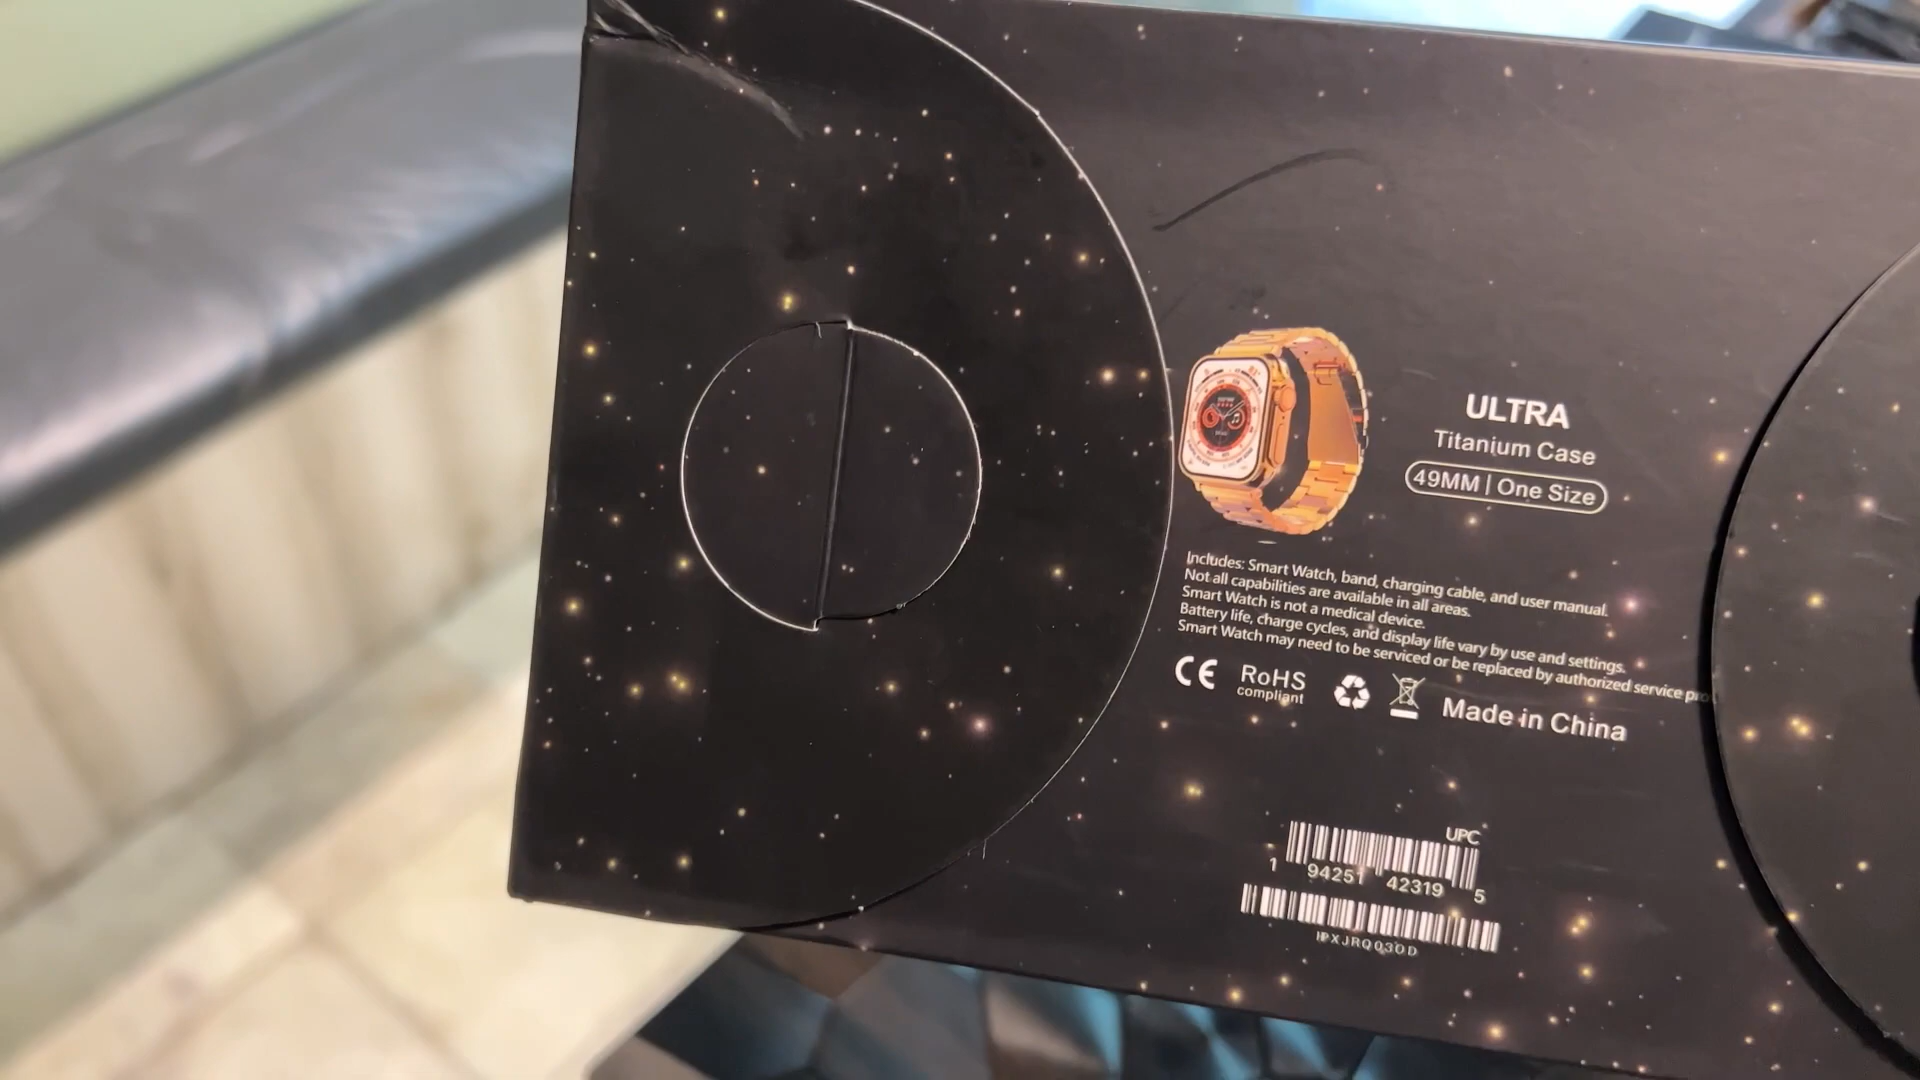 ULTRA
Titanium Case
49MM | One Size
Includes: Smart Watch, band, charging cable, and user manual.
Not all capabilities are available in all areas.
Smart Watch is not a medical device.
Battery life, charge cycles, and display life vary by use and settings.
Smart Watch may need to be serviced or be replaced by authorized service
CE RoHS
compliant
Made in China
UPC
1 94251 42319 5